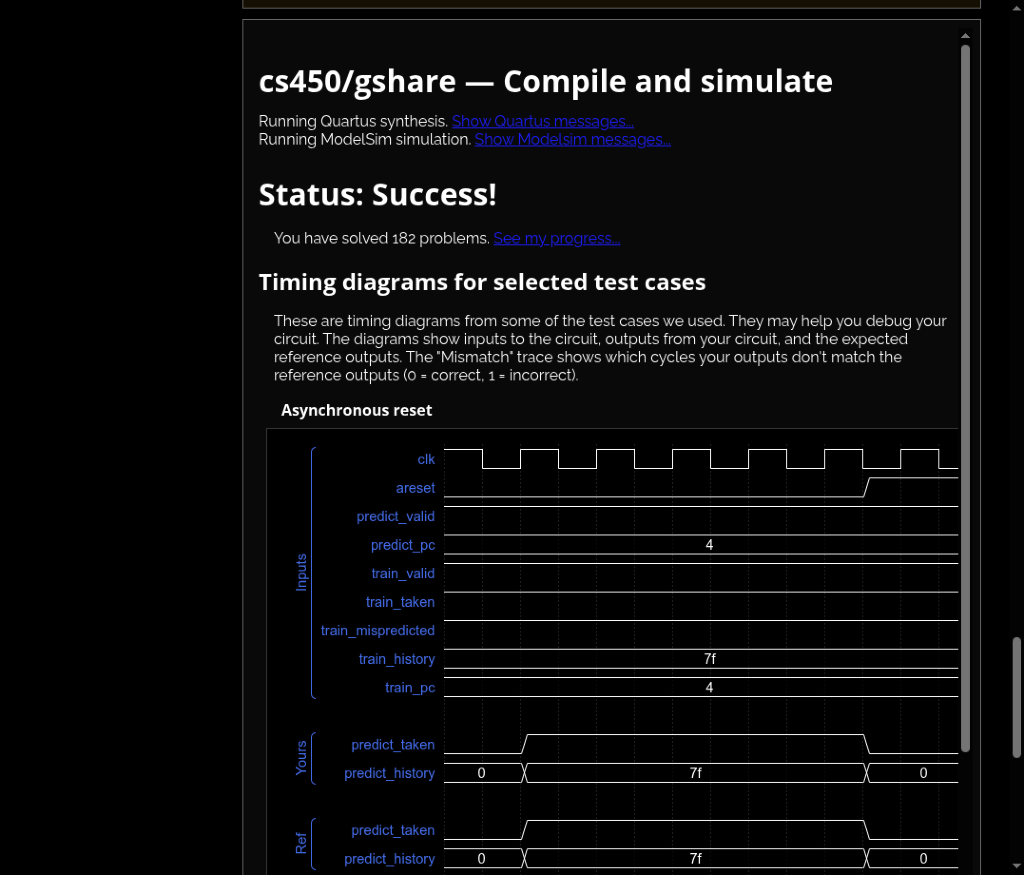 cs450/gshare — Compile and simulate
Running Quartus synthesis. Show Quartus messages...
Running ModelSim simulation. Show Modelsim messages...
Status: Success!
You have solved 182 problems. See my progress...
Timing diagrams for selected test cases
These are timing diagrams from some of the test cases we used. They may help you debug your
circuit. The diagrams show inputs to the circuit, outputs from your circuit, and the expected
reference outputs. The "Mismatch" trace shows which cycles your outputs don't match the
reference outputs (0 = correct, 1 = incorrect).
Asynchronous reset
Inputs
clk
areset
predict_valid
predict_pc 4
train_valid
train_taken
train_mispredicted
train_history 7f
train_pc 4
Yours
predict_taken
predict_history 0 7f 0
Ref
predict_taken
predict_history 0 7f 0